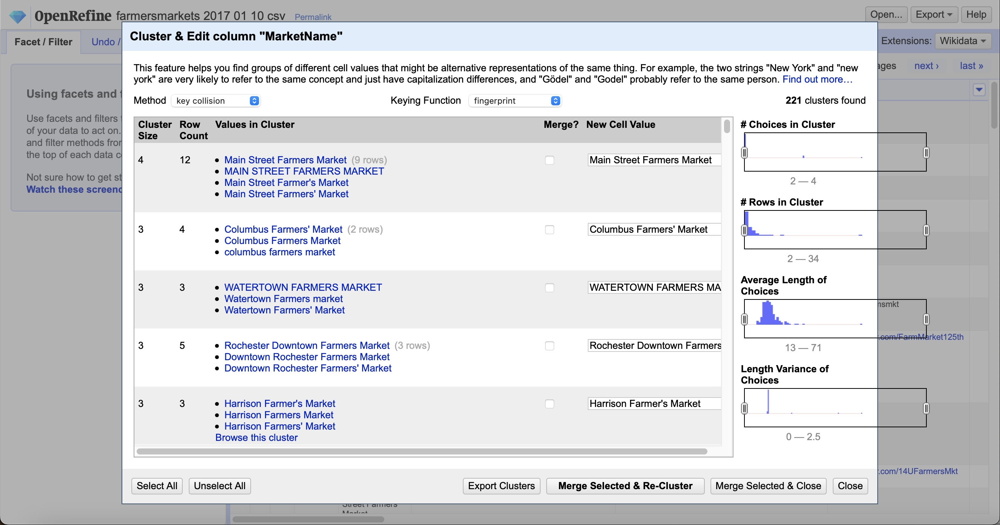 OpenRefine farmersmarkets 2017 01 10 csv Permalink
Open... Export Help
Facet / Filter Undo /
Extensions: Wikidata
next › last »
Using facets and
Use facets and filters
of your data to act on.
and filter methods
the top of each data
Not sure how to get
Watch these
Cluster & Edit column "MarketName"
This feature helps you find groups of different cell values that might be alternative representations of the same thing. For example, the two strings "New York" and "new
york" are very likely to refer to the same concept and just have capitalization differences, and "Gödel" and "Godel" probably refer to the same person. Find out more…
Method key collision Keying Function fingerprint 221 clusters found
Cluster Size Row Count Values in Cluster Merge? New Cell Value
4 12
Main Street Farmers Market (9 rows)
MAIN STREET FARMERS MARKET
Main Street Farmer's Market
Main Street Farmers' Market
Main Street Farmers Market
3 4
Columbus Farmers' Market (2 rows)
Columbus Farmers Market
columbus farmers market
Columbus Farmers' Market
3 3
WATERTOWN FARMERS MARKET
Watertown Farmers market
Watertown Farmers' Market
WATERTOWN FARMERS MA
3 5
Rochester Downtown Farmers Market (3 rows)
Downtown Rochester Farmers Market
Downtown Rochester Farmers' Market
Rochester Downtown Farmers
3 3
Harrison Farmer's Market
Harrison Farmers Market
Harrison Farmers' Market
Browse this cluster
Harrison Farmer's Market
# Choices in Cluster
2 — 4
# Rows in Cluster
2 — 34
Average Length of
Choices
13 — 71
Length Variance of
Choices
0 — 2.5
smkt
.com/FarmMarket125th
.com/14UFarmersMkt
Select All Unselect All Export Clusters Merge Selected & Re-Cluster Merge Selected & Close Close
Street Farmers
Market